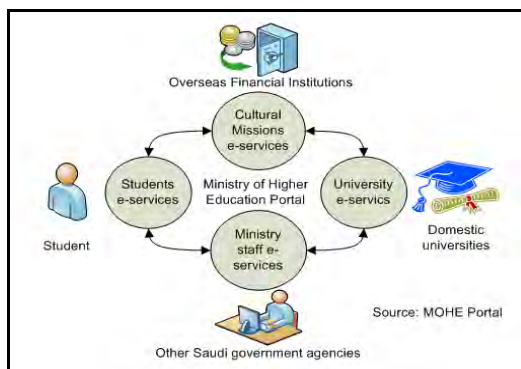 Overseas Financial Institutions
Cultural
Missions
e-services
Students
e-services
Ministry of Higher
Education Portal
University
e-servics
Student
Domestic
universities
Ministry
staff e-
services
Source: MOHE Portal
Other Saudi government agencies